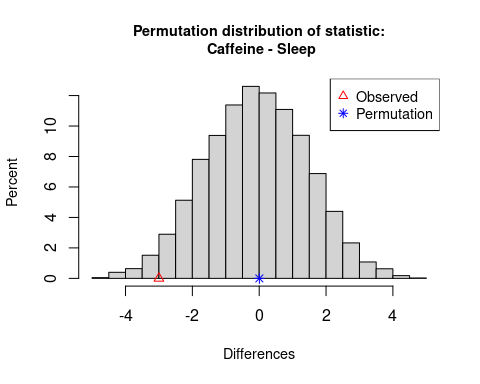 Permutation distribution of statistic:
Caffeine - Sleep
Observed
Permutation
Percent
10
8
6
4
2
0
-4 -2 0 2 4
Differences